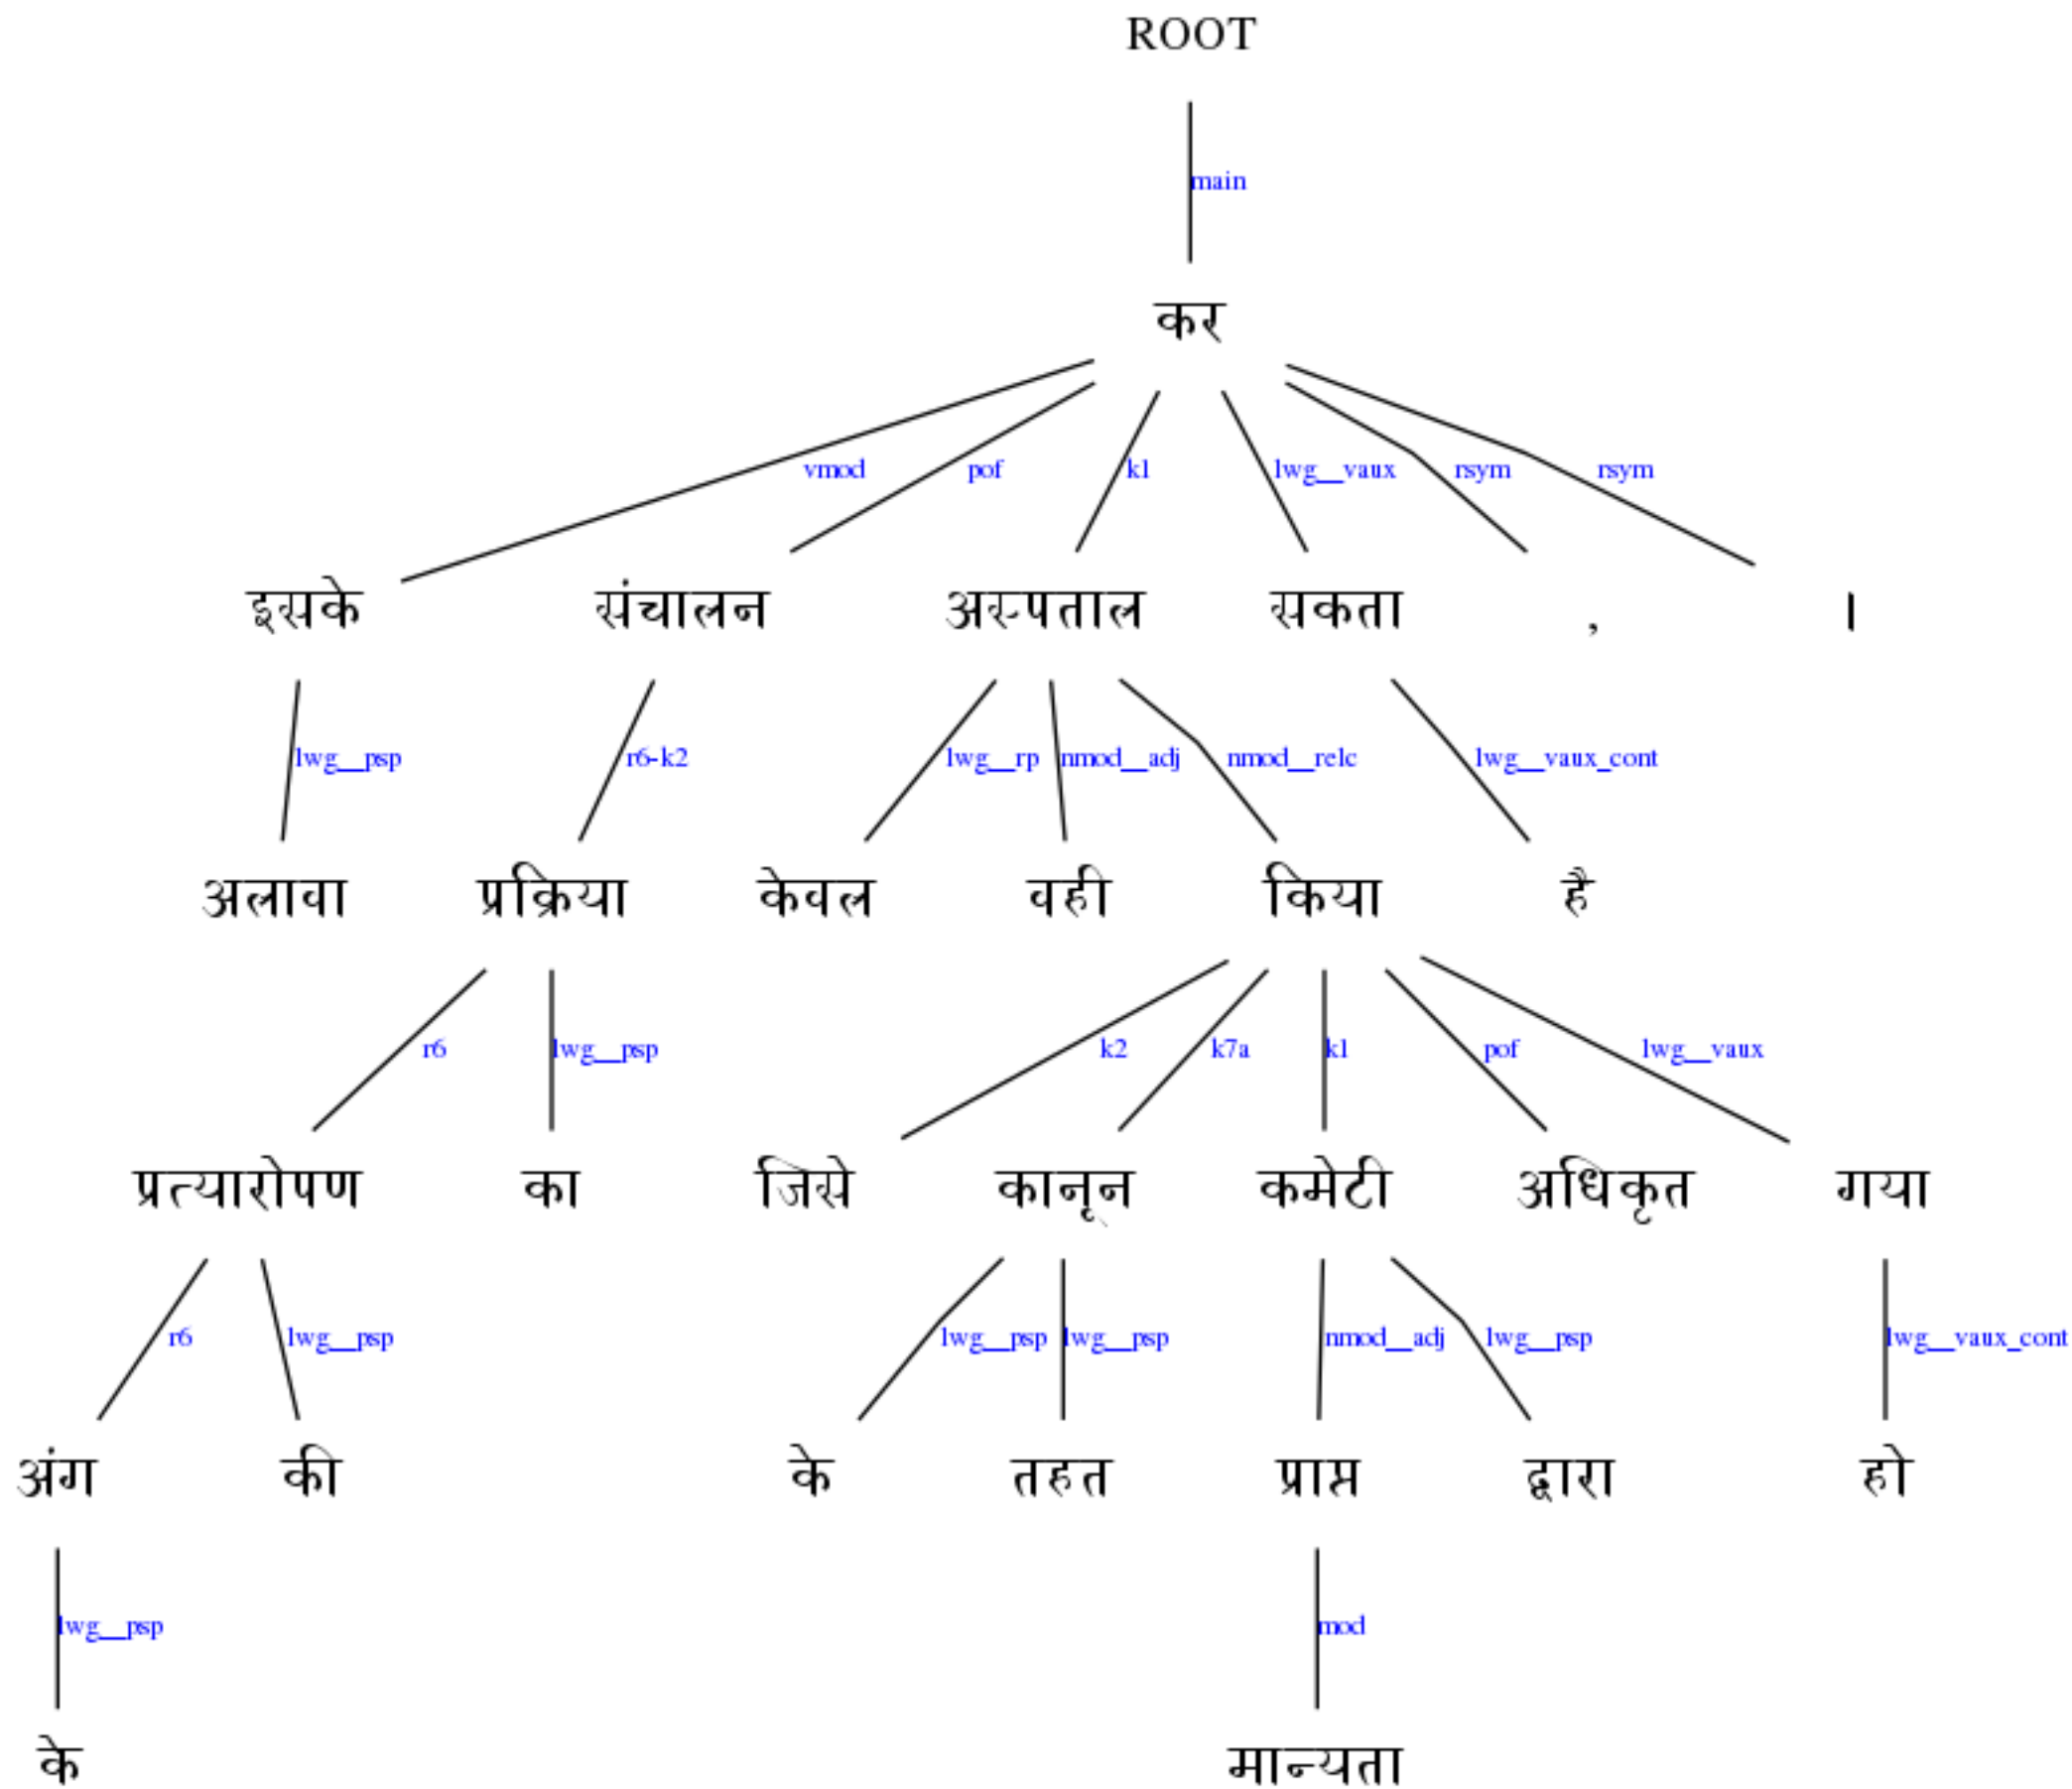 ROOT
main
कर
vmod pof k1 lwg__vaux rsym rsym
इसके संचालन अस्पताल सकता , ।
lwg__psp r6-k2 lwg__rp nmod__adj nmod__relc lwg__vaux_cont
अलावा प्रक्रिया केवल वही किया है
r6 lwg__psp k2 k7a k1 pof lwg__vaux
प्रत्यारोपण का जिसे कानून कमेटी अधिकृत गया
r6 lwg__psp lwg__psp lwg__psp nmod__adj lwg__psp lwg__vaux_cont
अंग की के तहत प्राप्त द्वारा हो
lwg__psp mod
के मान्यता